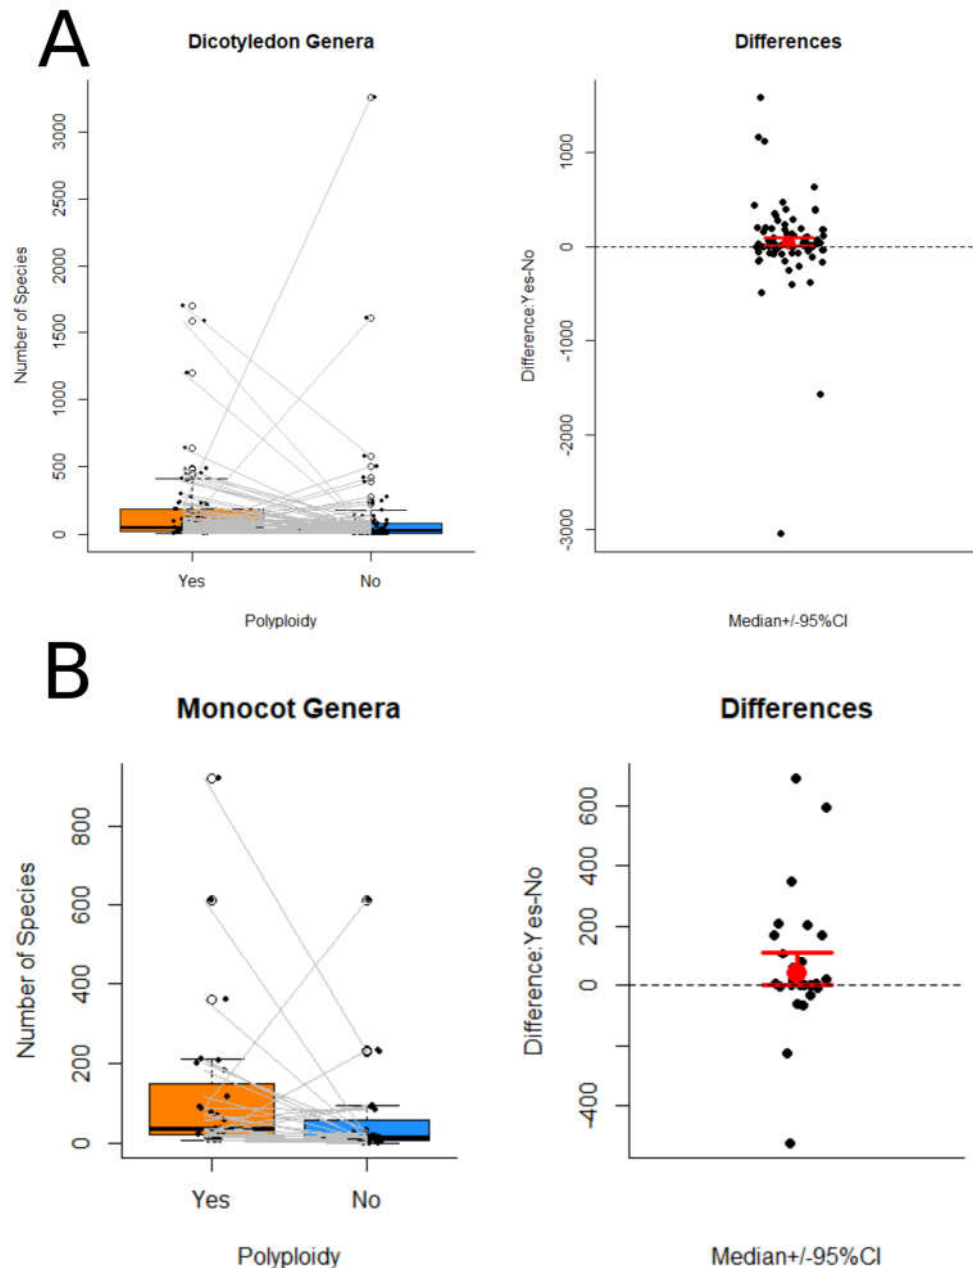 A
Dicotyledon Genera
Differences
Number of Species
3000
2500
2000
1500
1000
500
0
Yes
No
Polyploidy
Difference:Yes-No
1000
0
-1000
-2000
-3000
Median+/-95%CI
B
Monocot Genera
Differences
Number of Species
800
600
400
200
0
Yes
No
Polyploidy
Difference:Yes-No
600
400
200
0
-400
Median+/-95%CI